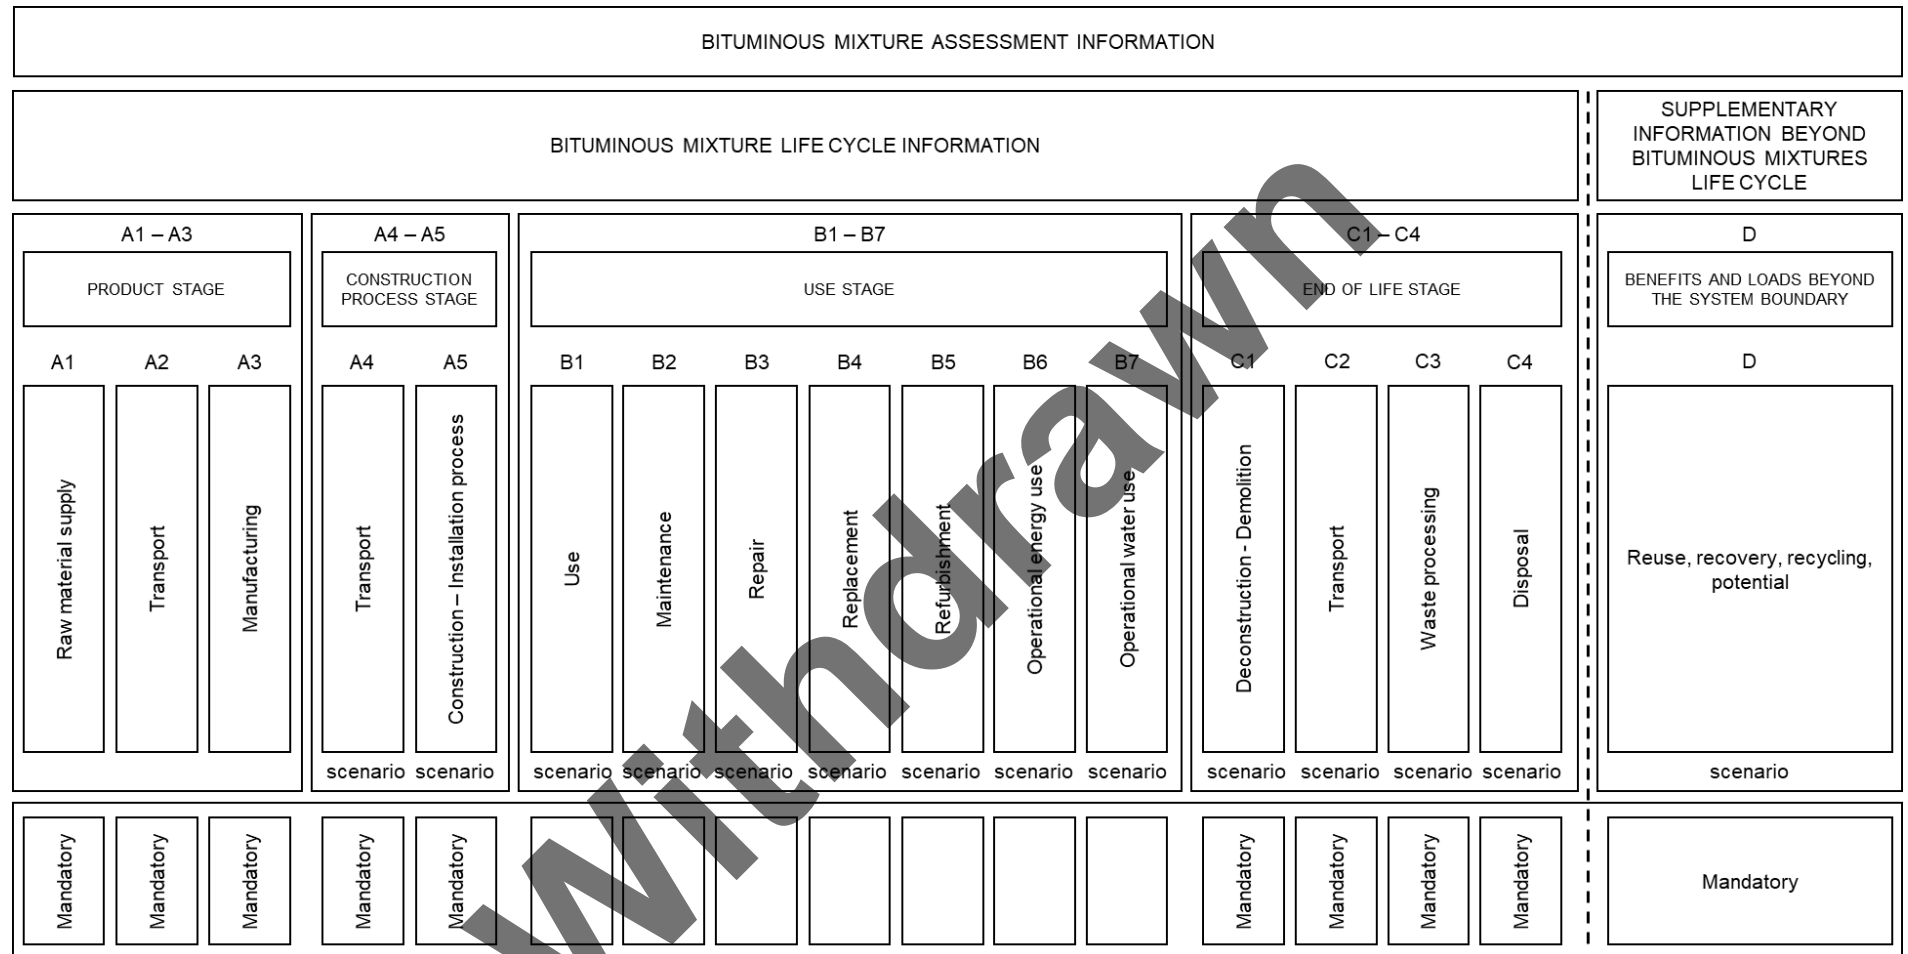 BITUMINOUS MIXTURE ASSESSMENT INFORMATION
BITUMINOUS MIXTURE LIFE CYCLE INFORMATION
SUPPLEMENTARY
INFORMATION BEYOND
BITUMINOUS MIXTURES
LIFE CYCLE
A1 – A3
PRODUCT STAGE
A4 – A5
CONSTRUCTION
PROCESS STAGE
B1 – B7
USE STAGE
C1 – C4
END OF LIFE STAGE
D
BENEFITS AND LOADS BEYOND
THE SYSTEM BOUNDARY
A1
A2
A3
A4
A5
B1
B2
B3
B4
B5
B6
B7
C1
C2
C3
C4
D
Raw material supply
Transport
Manufacturing
Transport
Construction – Installation process
Use
Maintenance
Repair
Replacement
Refurbishment
Operational energy use
Operational water use
Deconstruction - Demolition
Transport
Waste processing
Disposal
Reuse, recovery, recycling,
potential
scenario
scenario
scenario
scenario
scenario
scenario
scenario
scenario
scenario
scenario
scenario
scenario
scenario
scenario
Mandatory
Mandatory
Mandatory
Mandatory
Mandatory
Mandatory
Mandatory
Mandatory
Mandatory
Mandatory
withdrawn